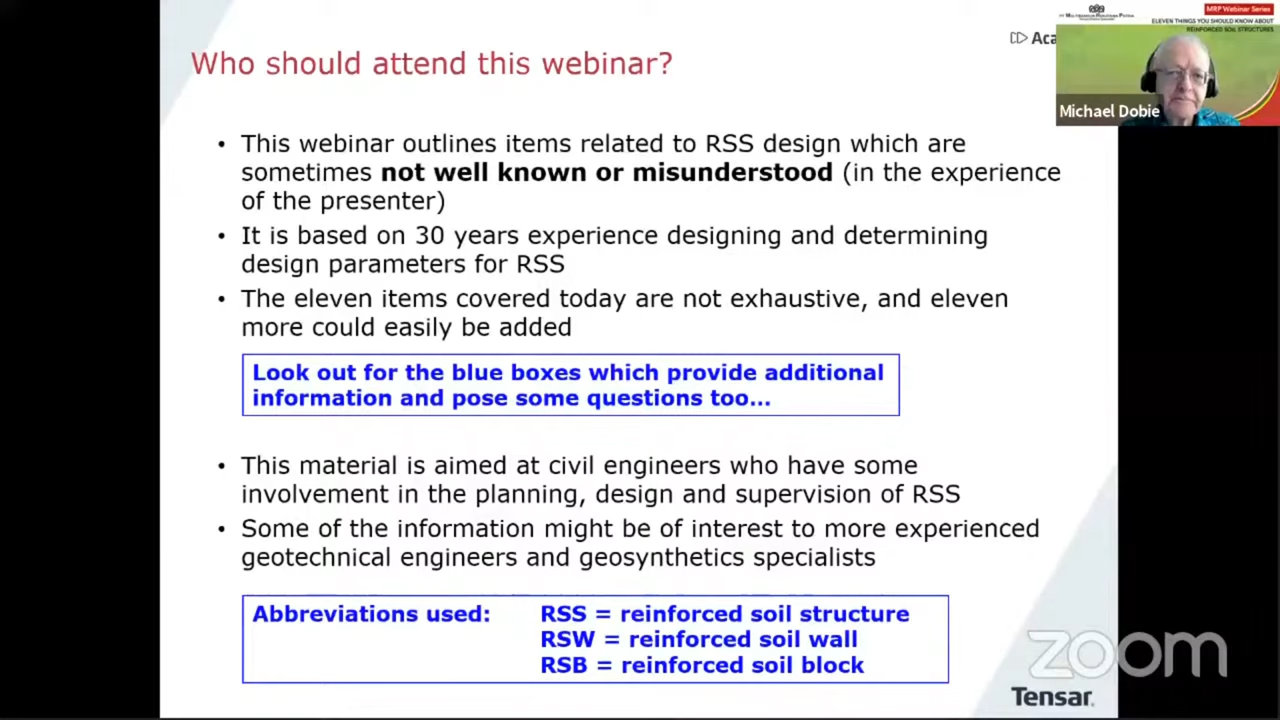 PT MULTIBANGUN REKATAMA PATRIA
MRP Webinar Series
ELEVEN THINGS YOU SHOULD KNOW ABOUT
REINFORCED SOIL STRUCTURES
Aca
Michael Dobie
Who should attend this webinar?
• This webinar outlines items related to RSS design which are
sometimes not well known or misunderstood (in the experience
of the presenter)
• It is based on 30 years experience designing and determining
design parameters for RSS
• The eleven items covered today are not exhaustive, and eleven
more could easily be added
Look out for the blue boxes which provide additional
information and pose some questions too...
• This material is aimed at civil engineers who have some
involvement in the planning, design and supervision of RSS
• Some of the information might be of interest to more experienced
geotechnical engineers and geosynthetics specialists
Abbreviations used: RSS = reinforced soil structure
RSW = reinforced soil wall
RSB = reinforced soil block
zoom
Tensar